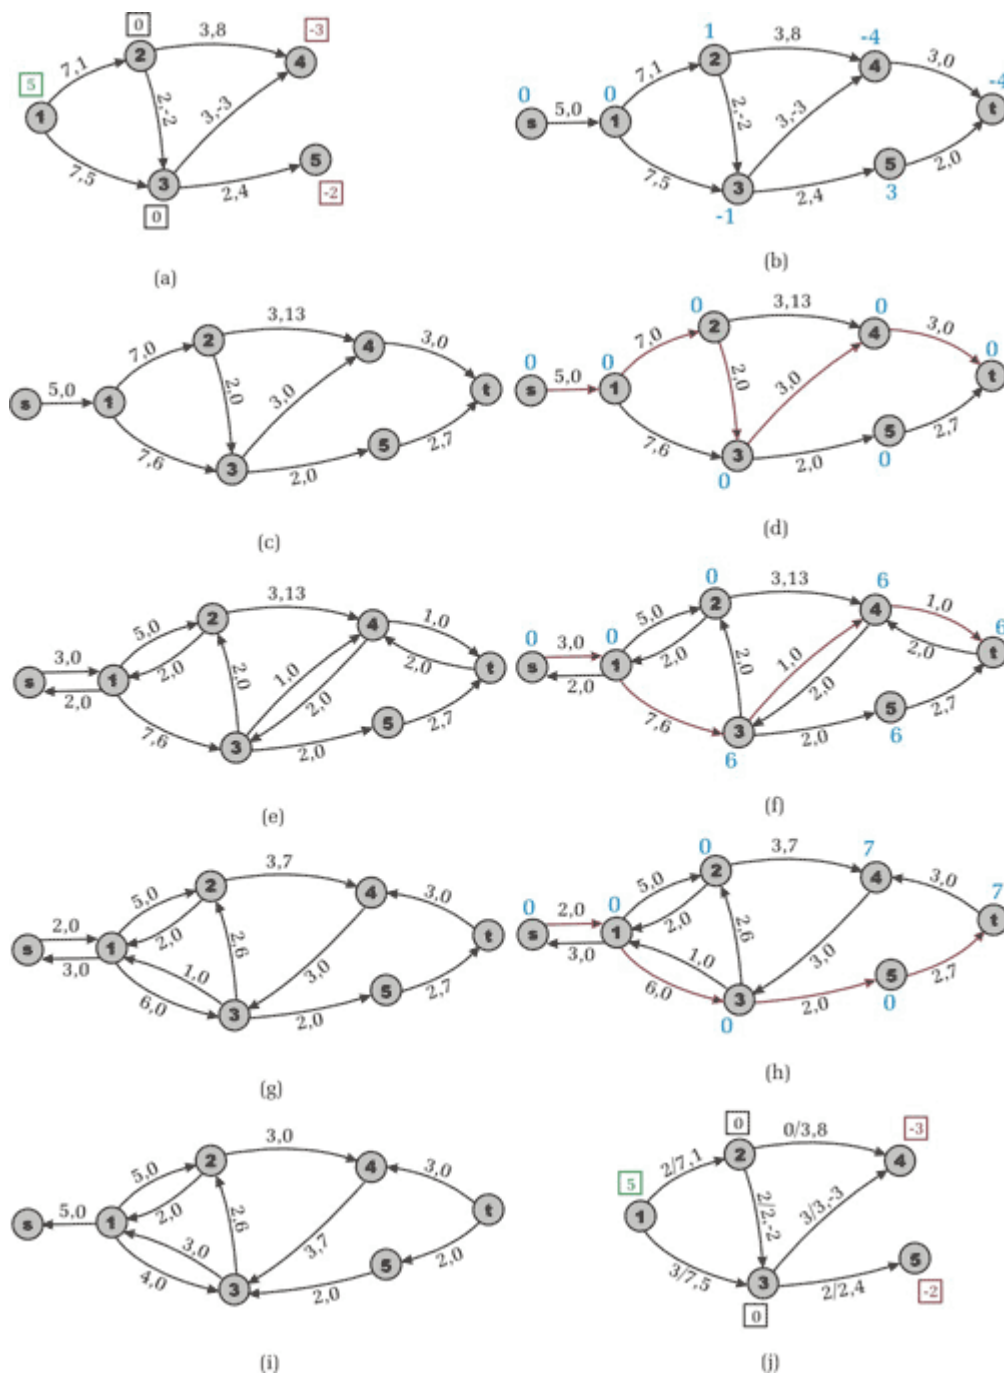 0 -3
2 3,8 4
5 7,1 2,-2 3,-3
1 7,5 3 2,4 5
0 -2
(a)
1 -4
0 0 2 3,8 4 3,0 -4
s 5,0 1 7,1 2,-2 3,-3 t
7,5 3 2,4 5 2,0
-1 3
(b)
2 3,13 4 3,0
s 5,0 1 7,0 2,0 3,0 t
7,6 3 2,0 5 2,7
(c)
0 3,13 0
0 0 2 4 3,0 0
s 5,0 1 7,0 2,0 3,0 t
7,6 3 2,0 5 2,7
0 0
(d)
2 3,13 4 1,0
s 3,0 1 5,0 2,0 2,0 1,0 2,0 2,0 t
2,0 7,6 3 2,0 5 2,7
(e)
0 3,13 6
0 0 2 4 1,0 6
s 3,0 1 5,0 2,0 2,0 1,0 2,0 2,0 t
2,0 7,6 3 2,0 5 2,7
6 6
(f)
2 3,7 4 3,0
s 2,0 1 5,0 2,0 2,6 3,0 t
3,0 1,0 6,0 3 2,0 5 2,7
(g)
0 3,7 7
0 0 2 4 3,0 7
s 2,0 1 5,0 2,0 2,6 3,0 t
3,0 1,0 6,0 3 2,0 5 2,7
0 0
(h)
2 3,0 4 3,0
s 5,0 1 5,0 2,0 2,6 3,7 t
3,0 4,0 3 2,0 5 2,0
(i)
0 0/3,8 -3
5 2/7,1 2 4
1 2/2,-2 3/3,-3
3/7,5 3 2/2,4 5
0 -2
(j)